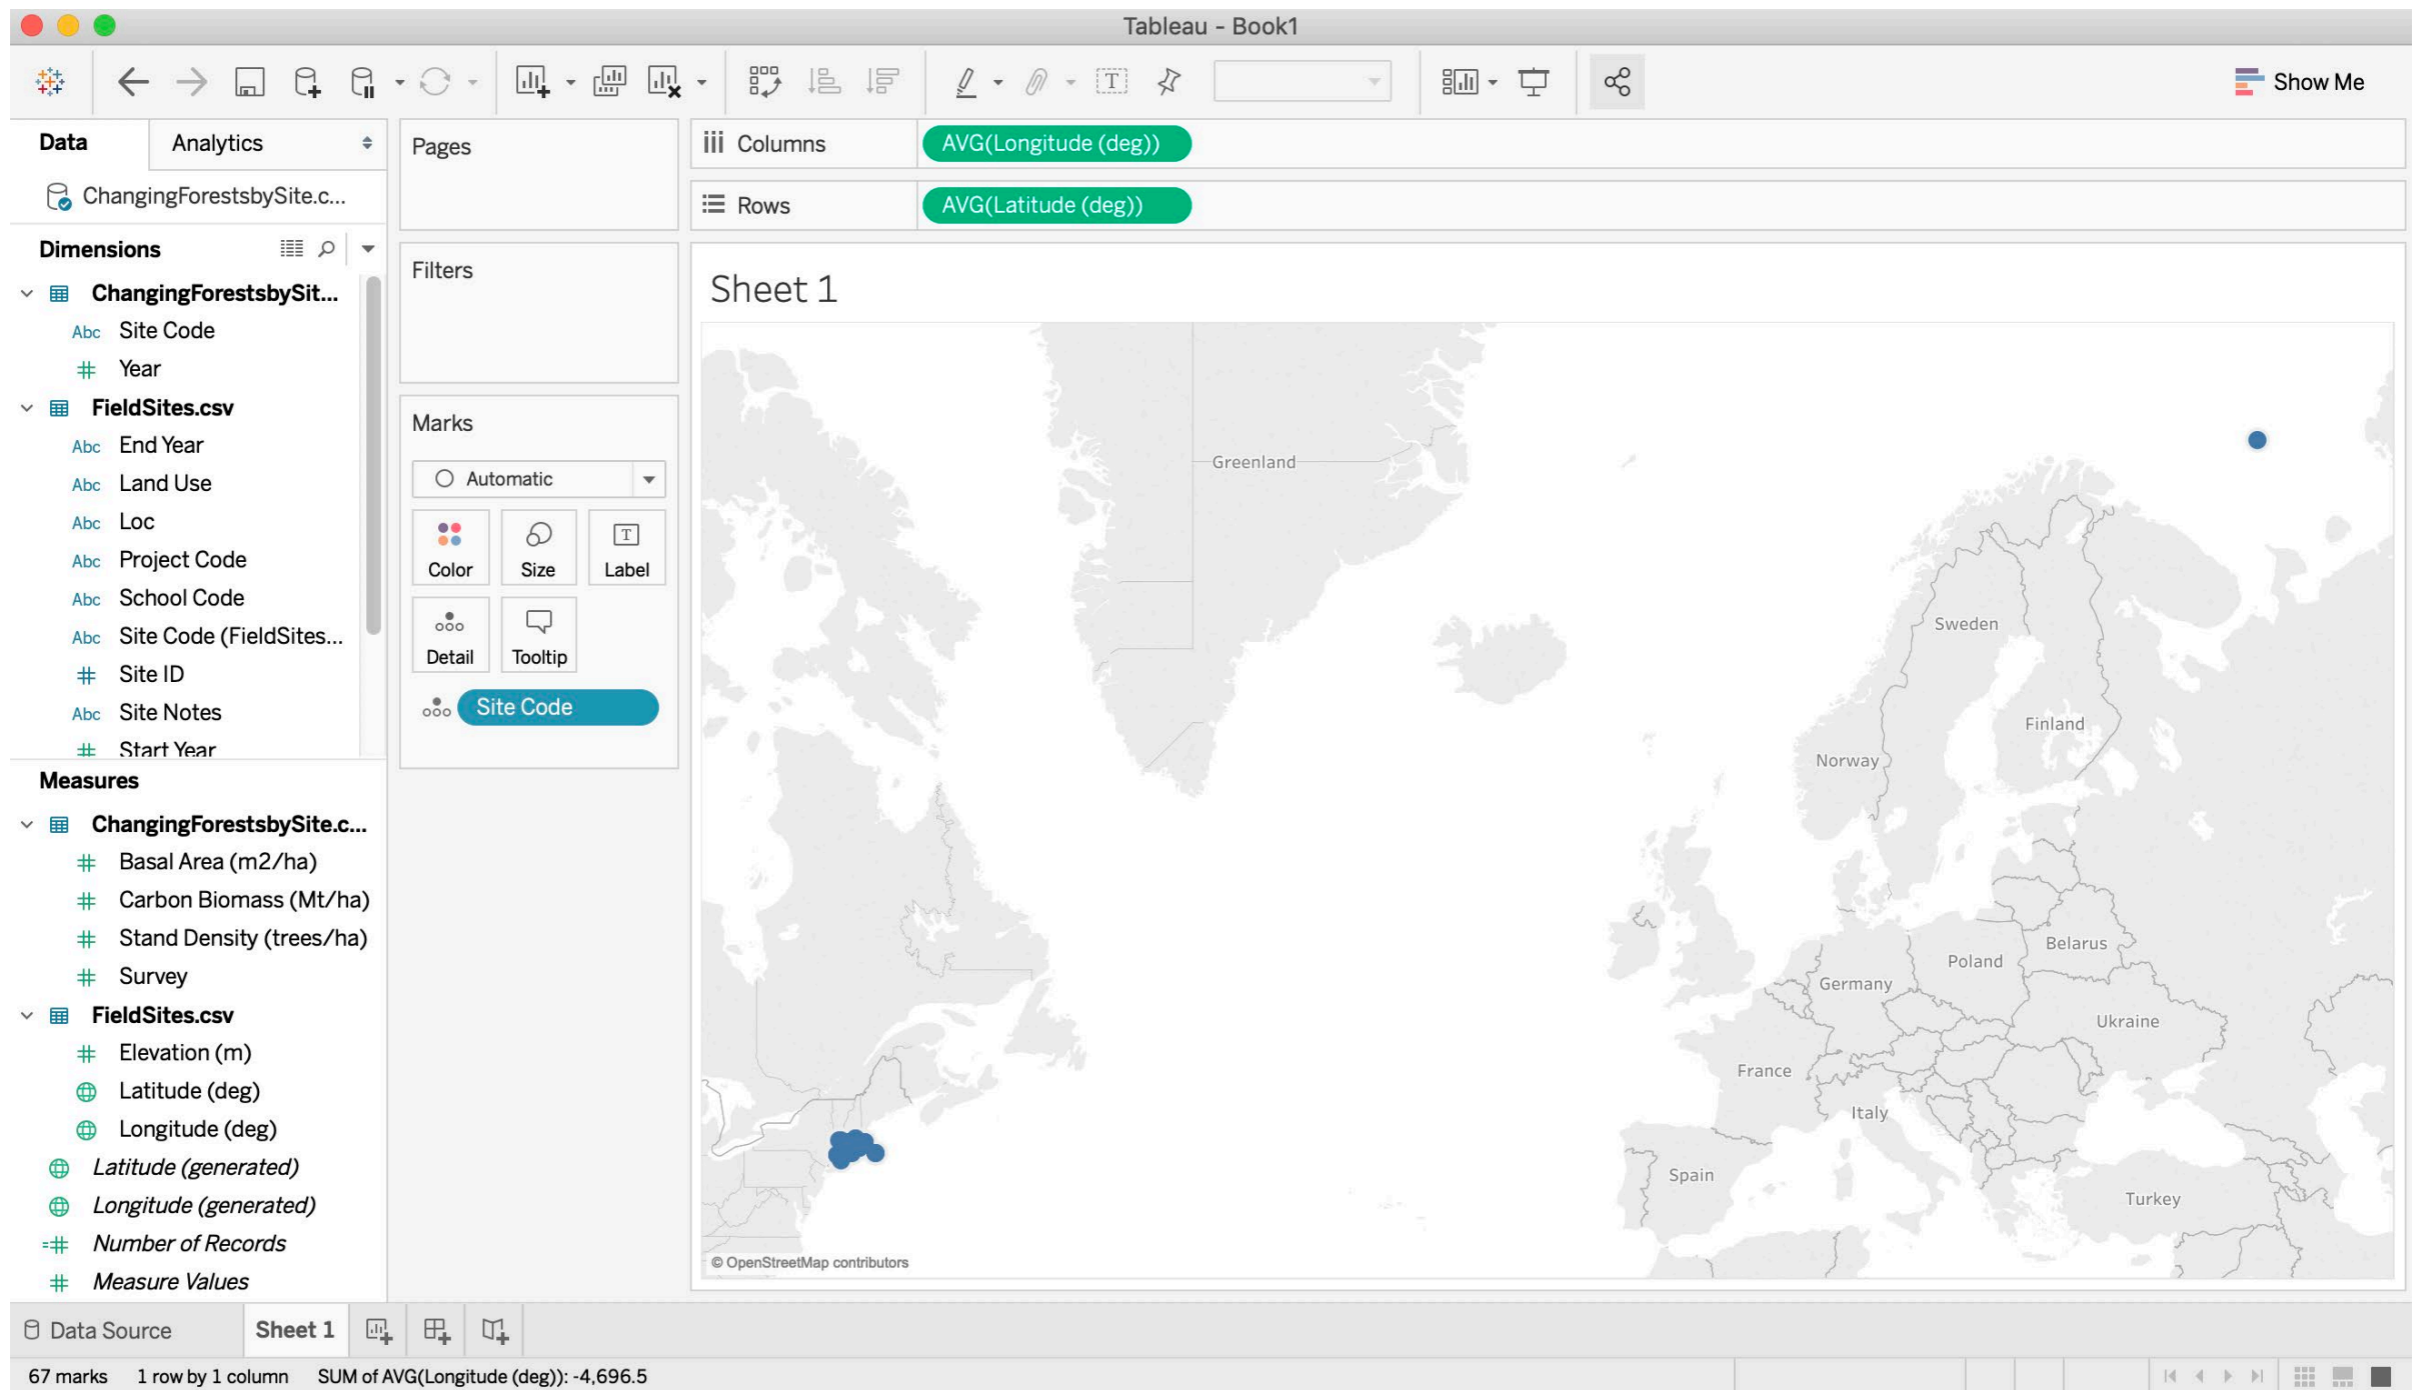 Tableau - Book1
Show Me
Data
Analytics
Pages
Columns
AVG(Longitude (deg))
ChangingForestsbySite.c...
Rows
AVG(Latitude (deg))
Dimensions
Filters
Sheet 1
ChangingForestsbySit...
Abc Site Code
Year
FieldSites.csv
Abc End Year
Abc Land Use
Abc Loc
Abc Project Code
Abc School Code
Abc Site Code (FieldSites...
Site ID
Abc Site Notes
Start Year
Marks
Automatic
Color
Size
T
Label
Detail
Tooltip
Site Code
Measures
ChangingForestsbySite.c...
Basal Area (m2/ha)
Carbon Biomass (Mt/ha)
Stand Density (trees/ha)
Survey
FieldSites.csv
Elevation (m)
Latitude (deg)
Longitude (deg)
Latitude (generated)
Longitude (generated)
Number of Records
Measure Values
Greenland
Sweden
Finland
Norway
Belarus
Poland
Germany
Ukraine
France
Italy
Spain
Turkey
© OpenStreetMap contributors
Data Source
Sheet 1
67 marks 1 row by 1 column SUM of AVG(Longitude (deg)): -4,696.5